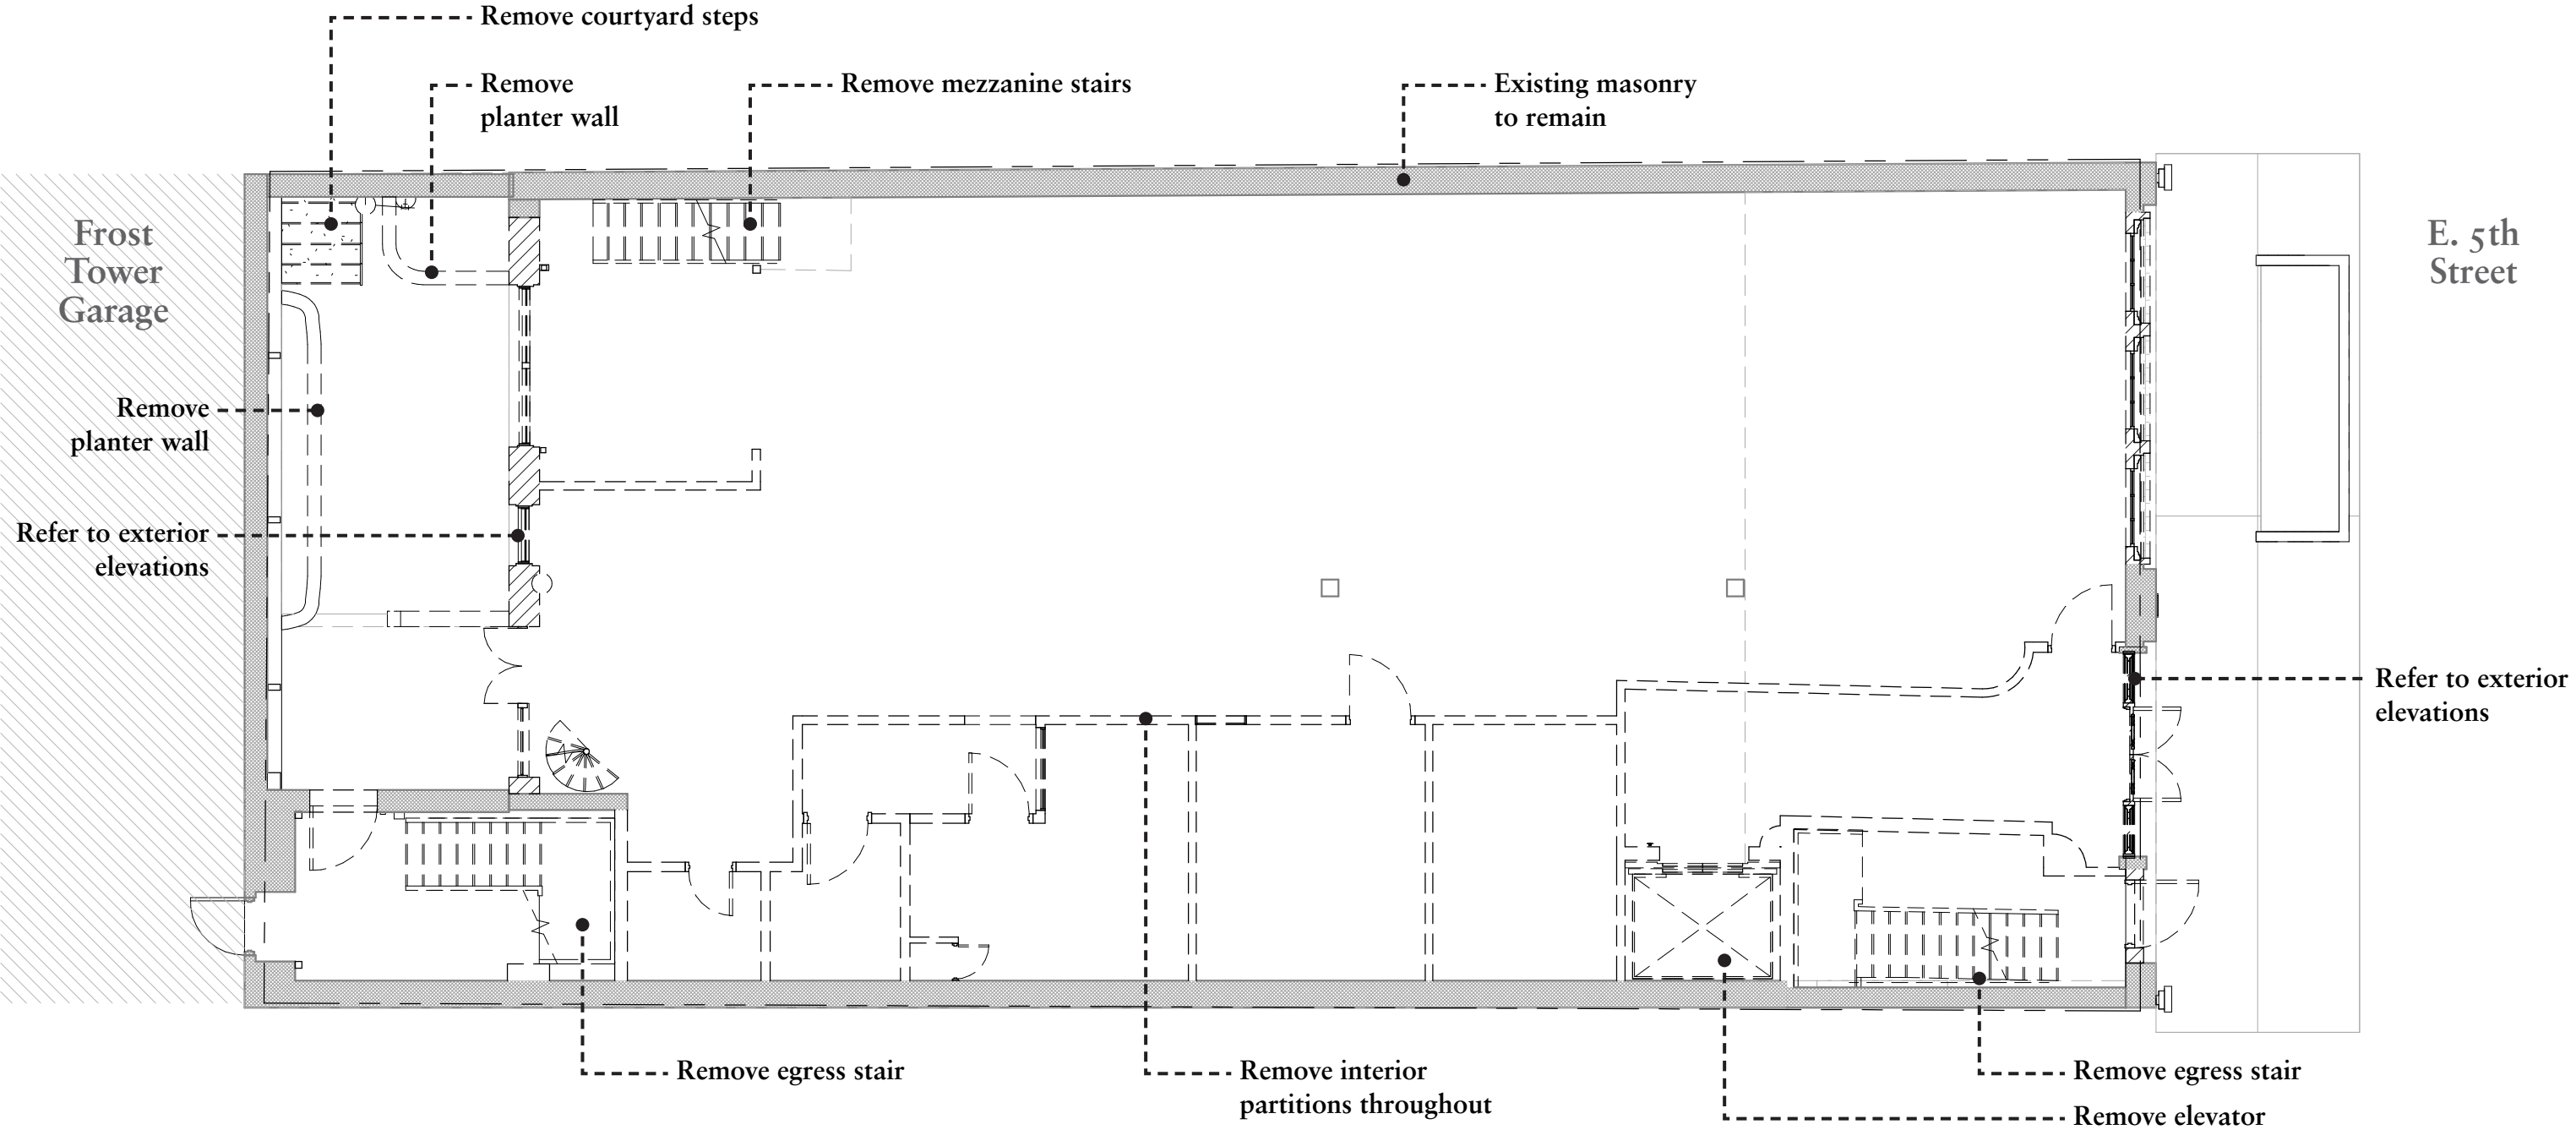 Remove courtyard steps
Remove
planter wall
Remove mezzanine stairs
Existing masonry
to remain
Frost
Tower
Garage
E. 5th
Street
Remove
planter wall
Refer to exterior
elevations
Refer to exterior
elevations
Remove egress stair
Remove interior
partitions throughout
Remove egress stair
Remove elevator